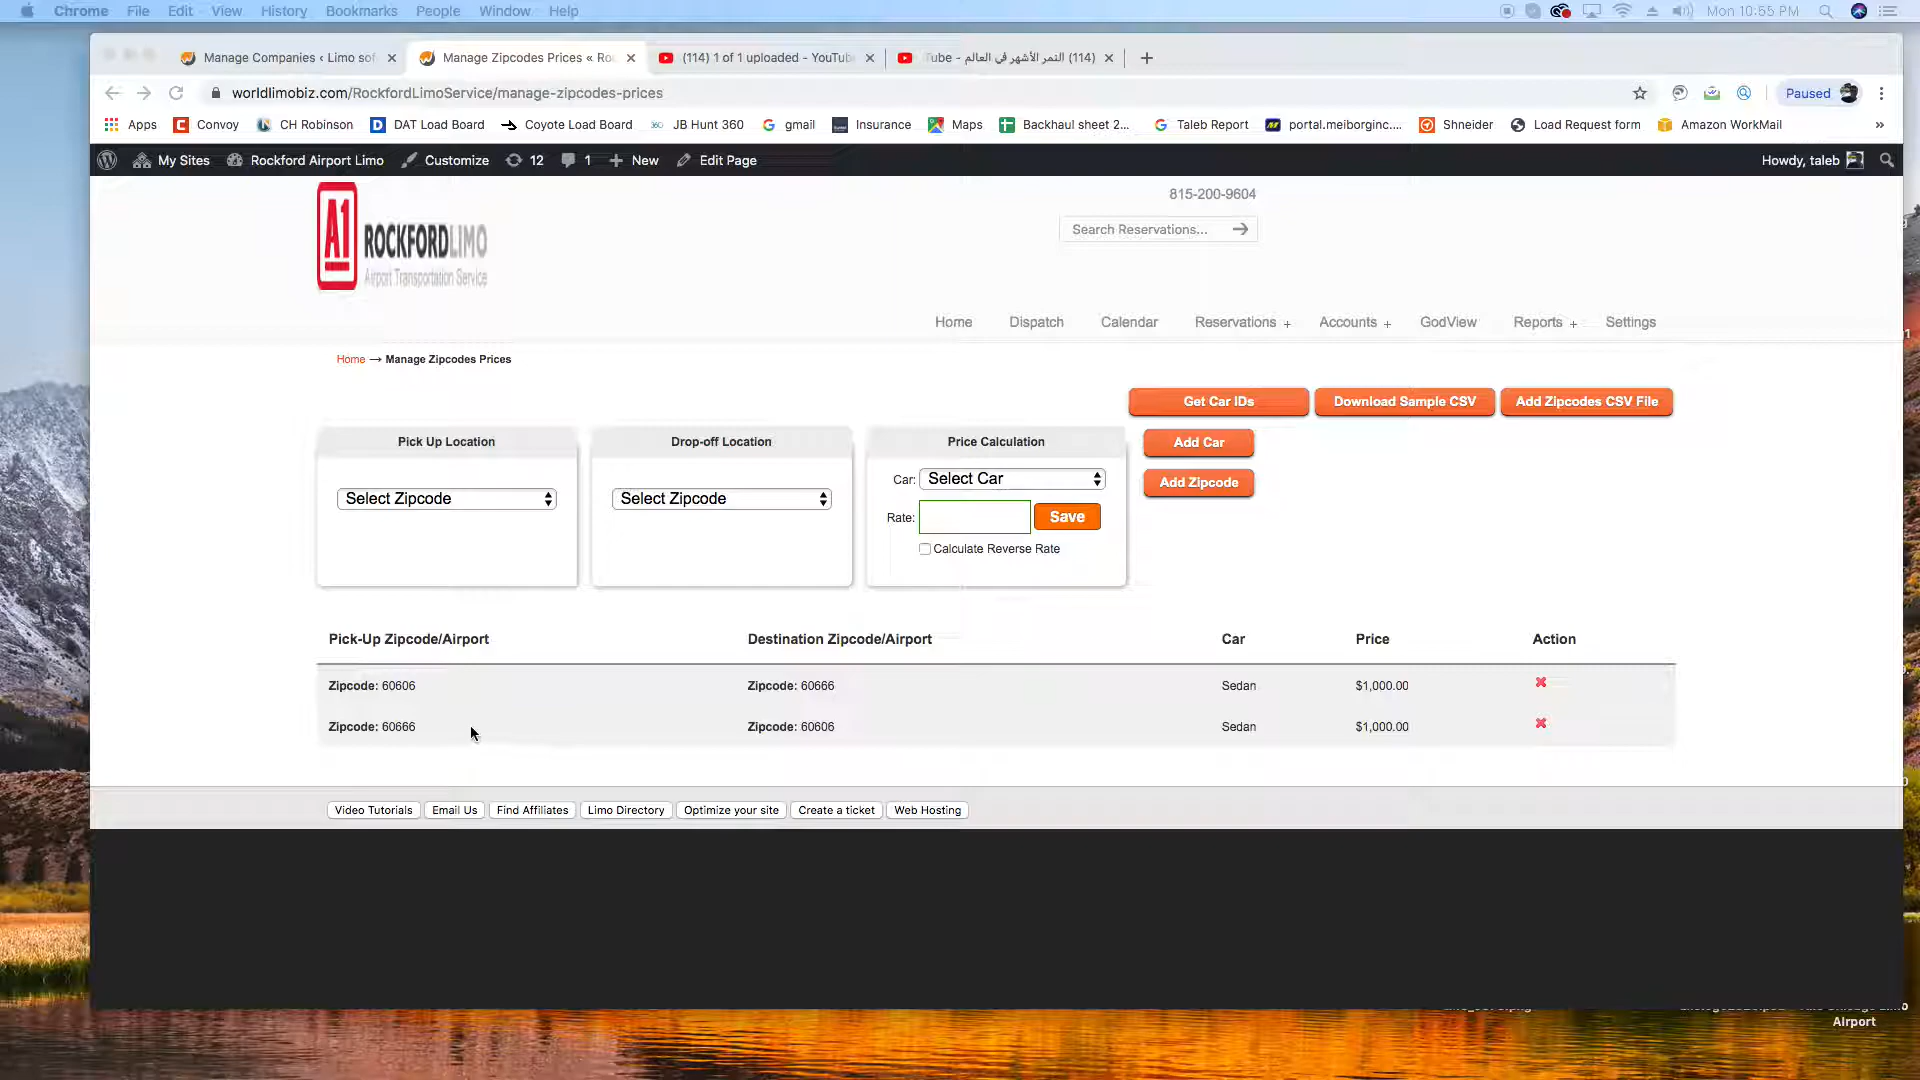 Chrome File Edit View History Bookmarks People Window Help Mon 10:55 PM
Manage Companies ‹ Limo sof Manage Zipcodes Prices « Ro (114) 1 of 1 uploaded - YouTub (114) النمر الأشهر في العالم - Tube
worldlimobiz.com/RockfordLimoService/manage-zipcodes-prices Paused
Apps Convoy CH Robinson DAT Load Board Coyote Load Board JB Hunt 360 gmail Insurance Maps Backhaul sheet 2... Taleb Report portal.meiborginc.... Shneider Load Request form Amazon WorkMail »
My Sites Rockford Airport Limo Customize 12 1 New Edit Page Howdy, taleb
815-200-9604
A1 ROCKFORDLIMO
Airport Transportation Service
Search Reservations...
Home Dispatch Calendar Reservations + Accounts + GodView Reports + Settings
Home → Manage Zipcodes Prices
Get Car IDs Download Sample CSV Add Zipcodes CSV File
Pick Up Location Drop-off Location Price Calculation Add Car
Select Zipcode Select Zipcode Car: Select Car
Add Zipcode
Rate: Save
Calculate Reverse Rate
Pick-Up Zipcode/Airport Destination Zipcode/Airport Car Price Action
Zipcode: 60606 Zipcode: 60666 Sedan $1,000.00
Zipcode: 60666 Zipcode: 60606 Sedan $1,000.00
Video Tutorials Email Us Find Affiliates Limo Directory Optimize your site Create a ticket Web Hosting
Airport